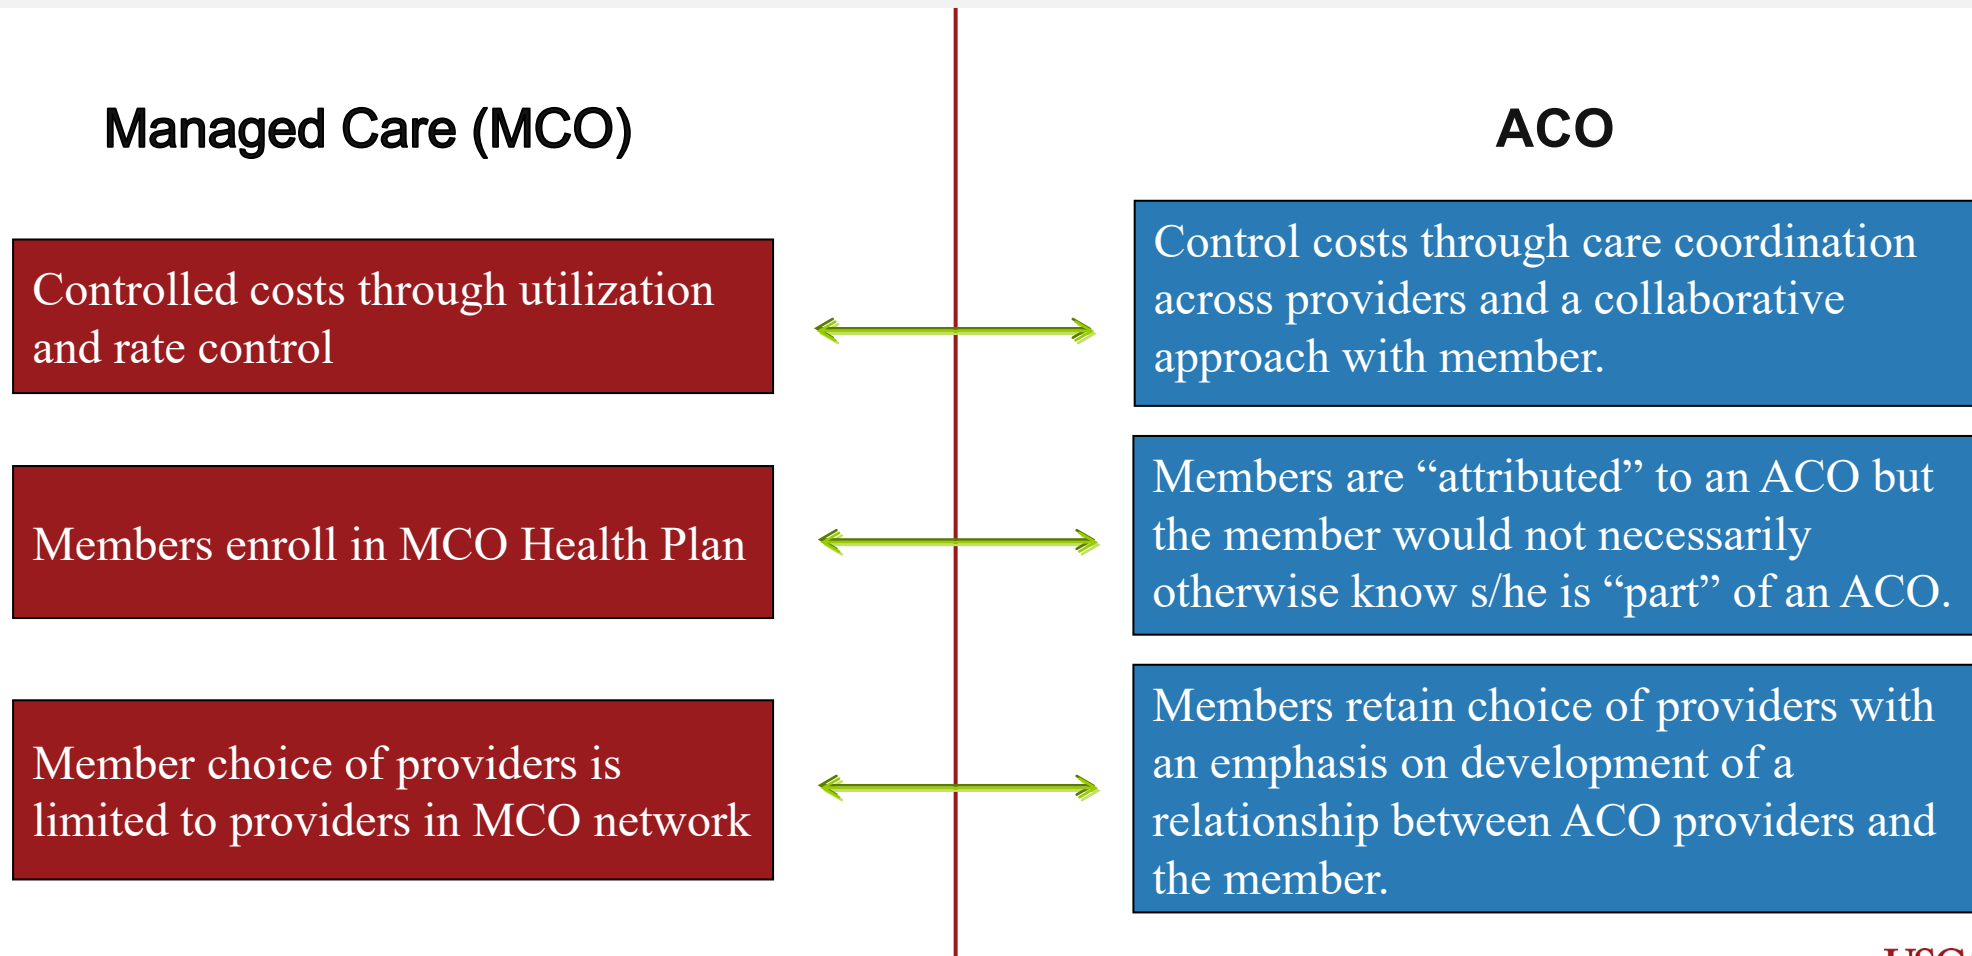 Managed Care (MCO)
Controlled costs through utilization
and rate control
Members enroll in MCO Health Plan
Member choice of providers is
limited to providers in MCO network
ACO
Control costs through care coordination
across providers and a collaborative
approach with member.
Members are “attributed” to an ACO but
the member would not necessarily
otherwise know s/he is “part” of an ACO.
Members retain choice of providers with
an emphasis on development of a
relationship between ACO providers and
the member.